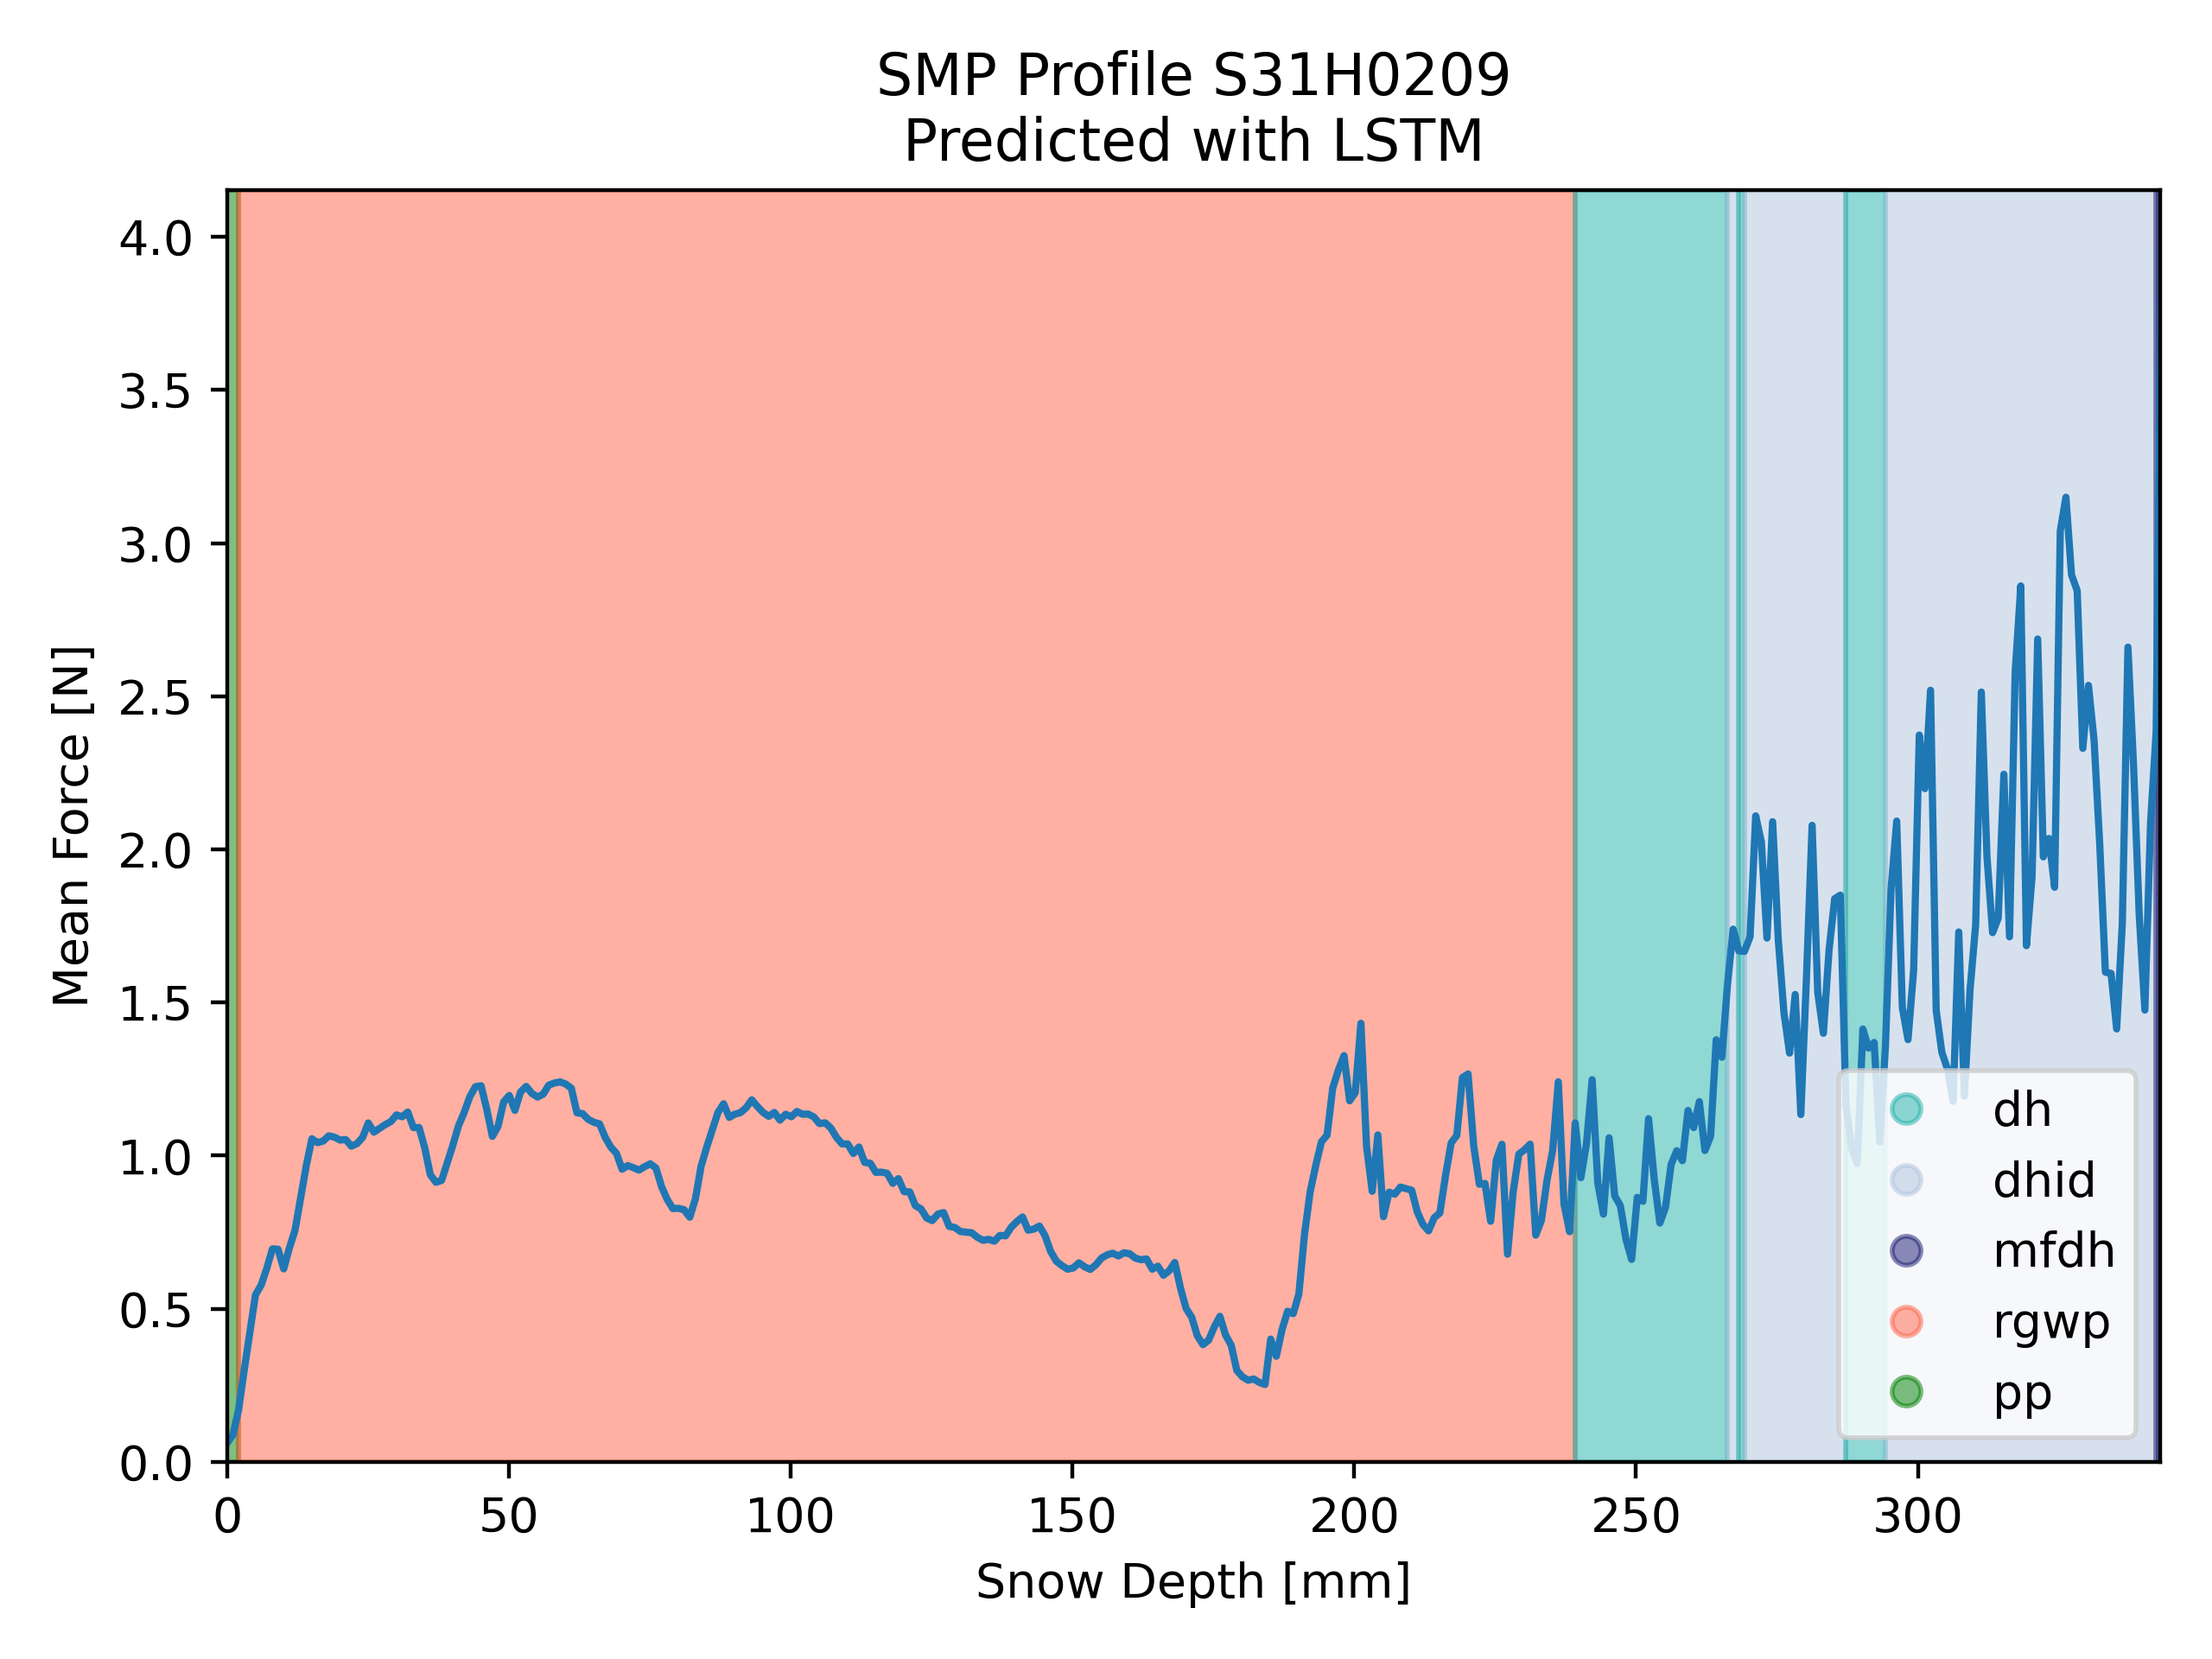 SMP Profile S31H0209
Predicted with LSTM
Mean Force [N]
4.0
3.5
3.0
2.5
2.0
1.5
1.0
0.5
0.0
dh
dhid
mfdh
rgwp
pp
0 50 100 150 200 250 300
Snow Depth [mm]